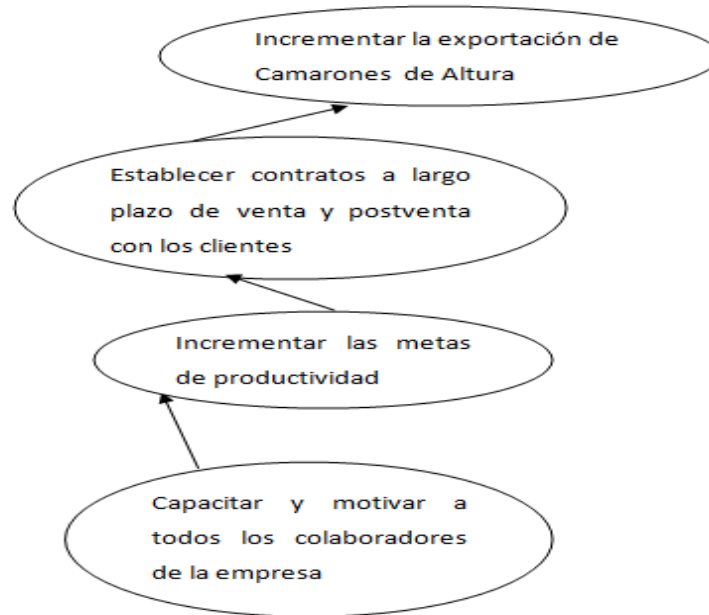 Incrementar la exportación de
Camarones de Altura
Establecer contratos a largo
plazo de venta y postventa
con los clientes
Incrementar las metas
de productividad
Capacitar y motivar a
todos los colaboradores
de la empresa